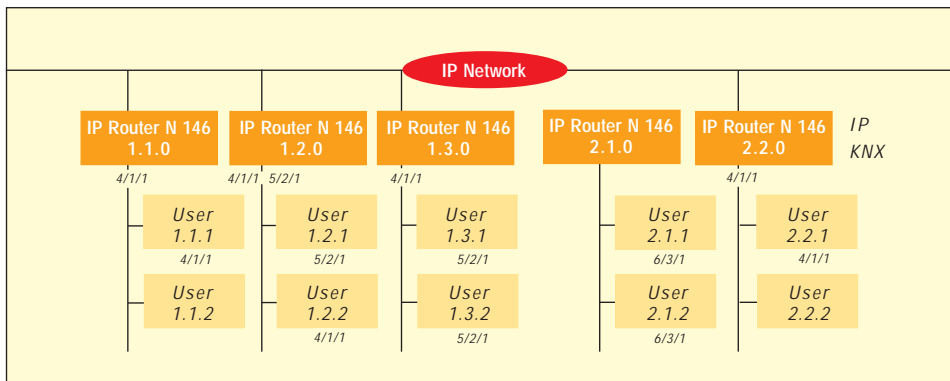 IP Network
IP Router N 146
1.1.0
IP Router N 146
1.2.0
IP Router N 146
1.3.0
IP Router N 146
2.1.0
IP Router N 146
2.2.0
IP
KNX
4/1/1
4/1/1 5/2/1
4/1/1
4/1/1
User
1.1.1
User
1.2.1
User
1.3.1
User
2.1.1
User
2.2.1
4/1/1
5/2/1
5/2/1
6/3/1
4/1/1
User
1.1.2
User
1.2.2
User
1.3.2
User
2.1.2
User
2.2.2
4/1/1
5/2/1
6/3/1